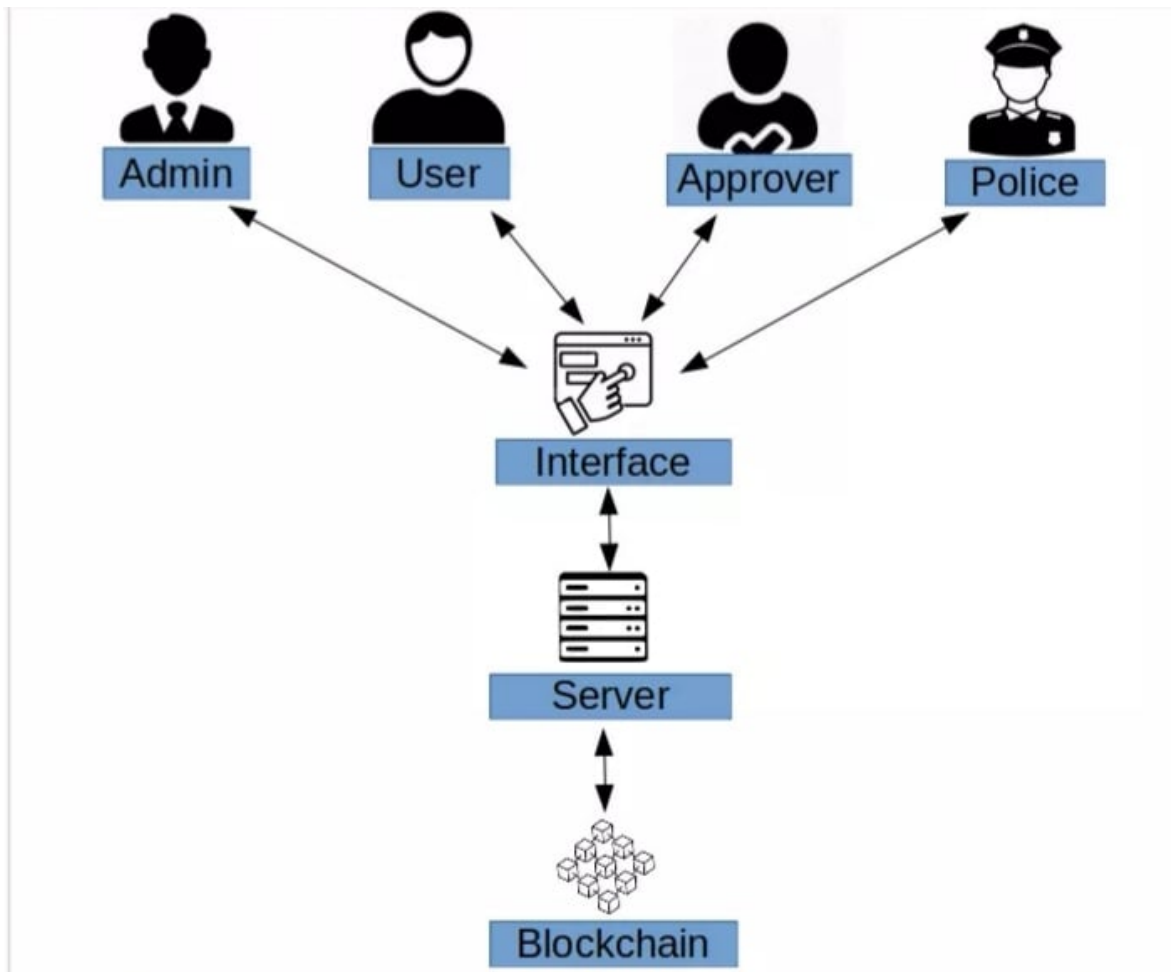 Admin
User
Approver
Police
Interface
Server
Blockchain